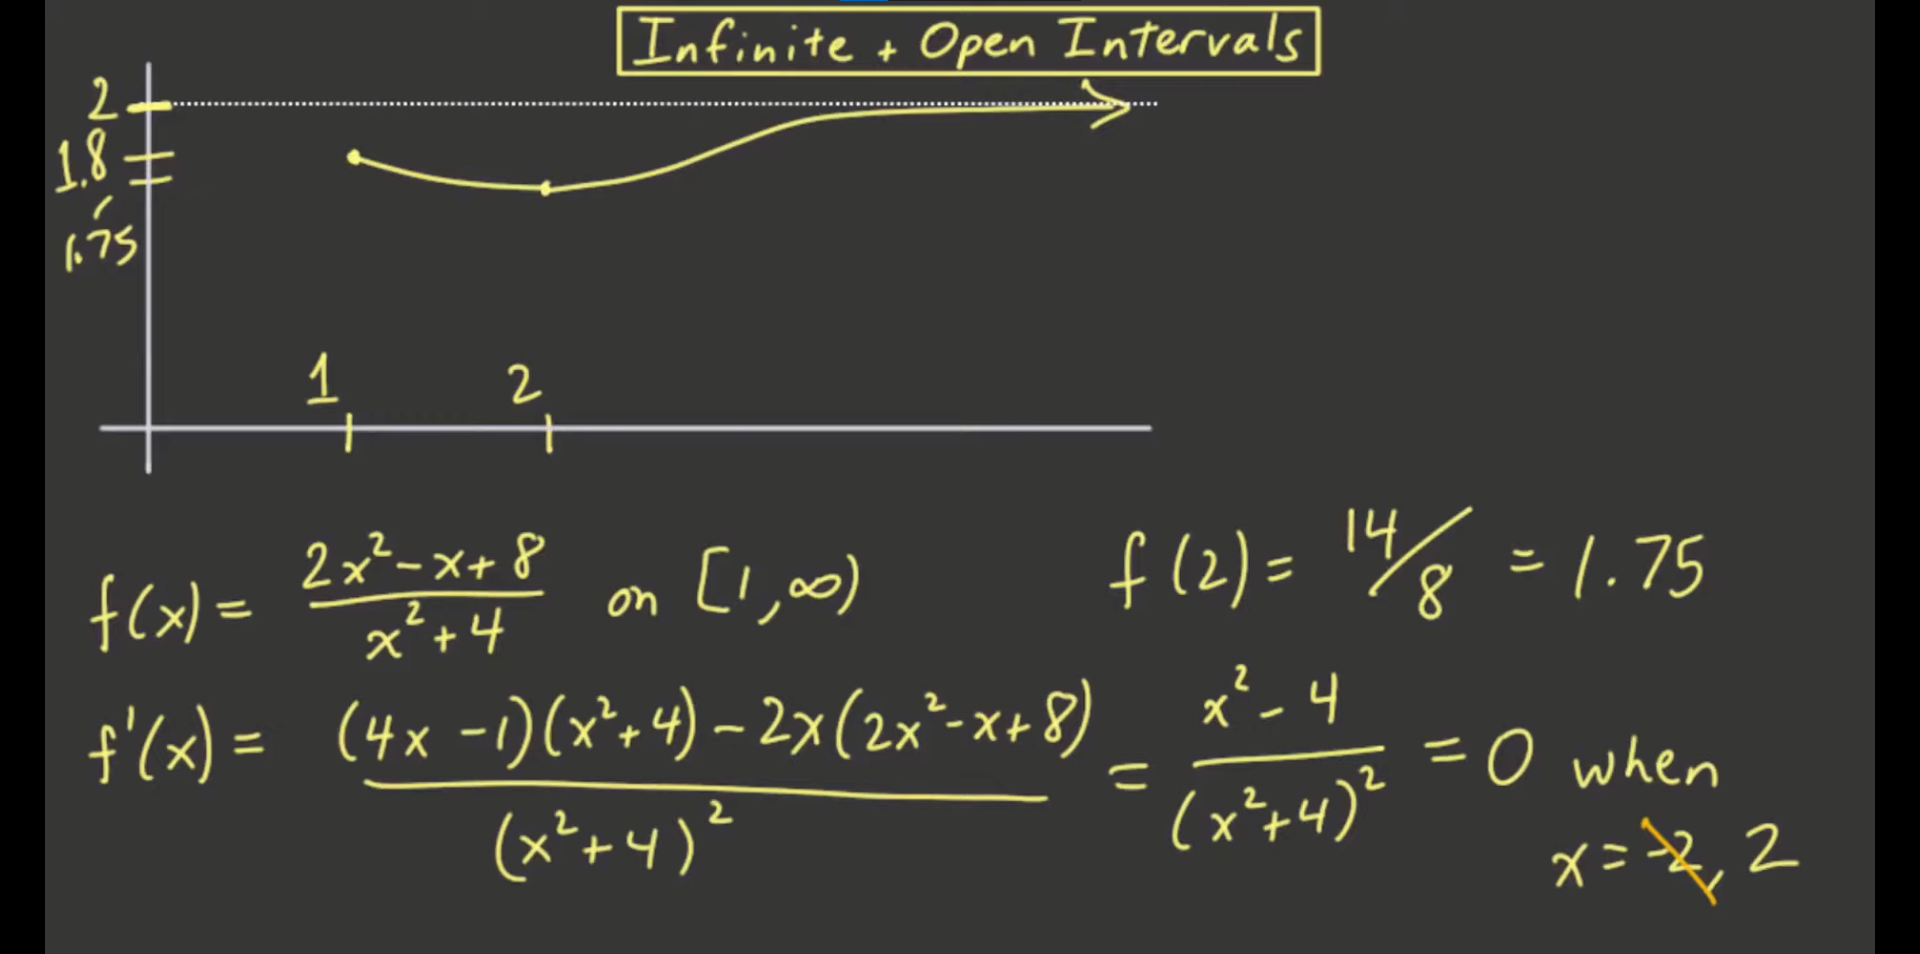 Infinite + Open Intervals
2
1.8
1.75
1 2
f(x) = (2x² - x + 8)/(x² + 4) on [1, ∞) f(2) = 14/8 = 1.75
f'(x) = ((4x - 1)(x² + 4) - 2x(2x² - x + 8))/(x² + 4)² = (x² - 4)/(x² + 4)² = 0 when
x = -2, 2